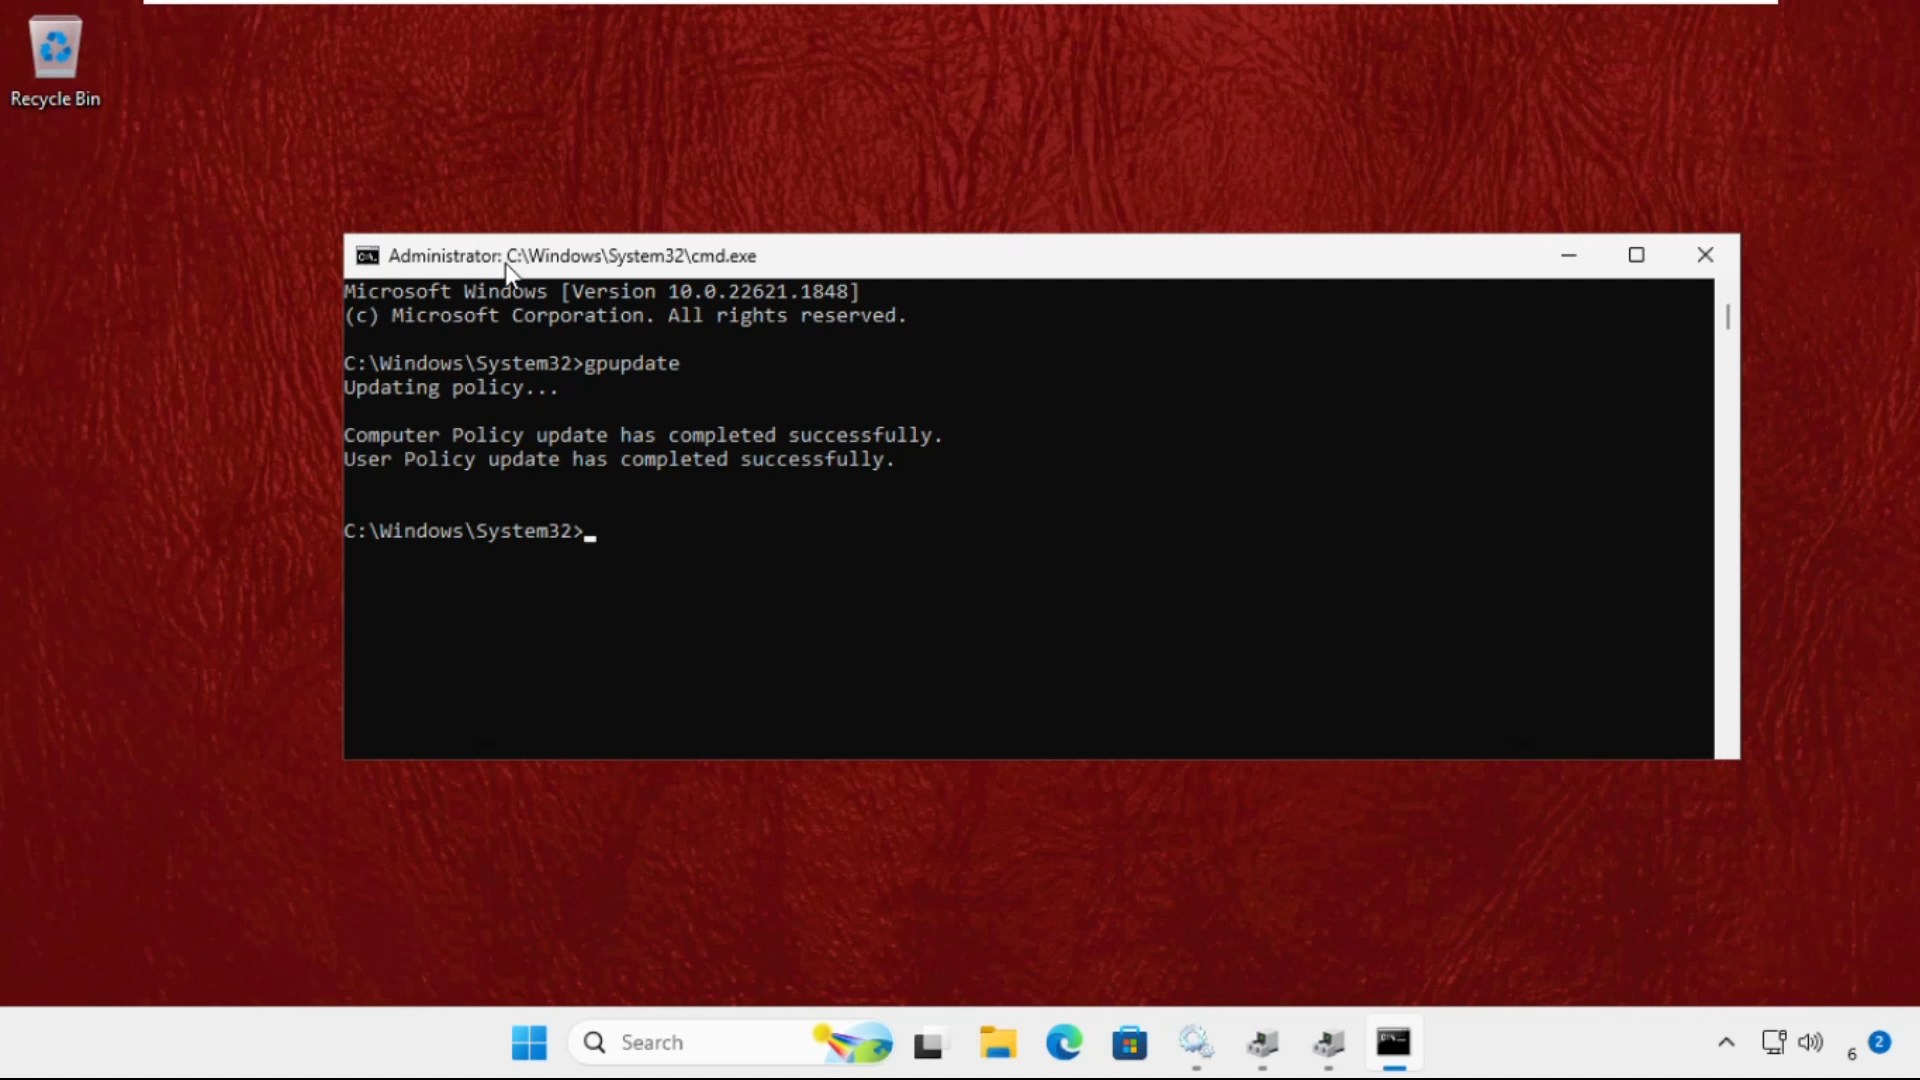 Recycle Bin
Administrator: C:\Windows\System32\cmd.exe
Microsoft Windows [Version 10.0.22621.1848]
(c) Microsoft Corporation. All rights reserved.
C:\Windows\System32>gpupdate
Updating policy...
Computer Policy update has completed successfully.
User Policy update has completed successfully.
C:\Windows\System32>
Search
6
2